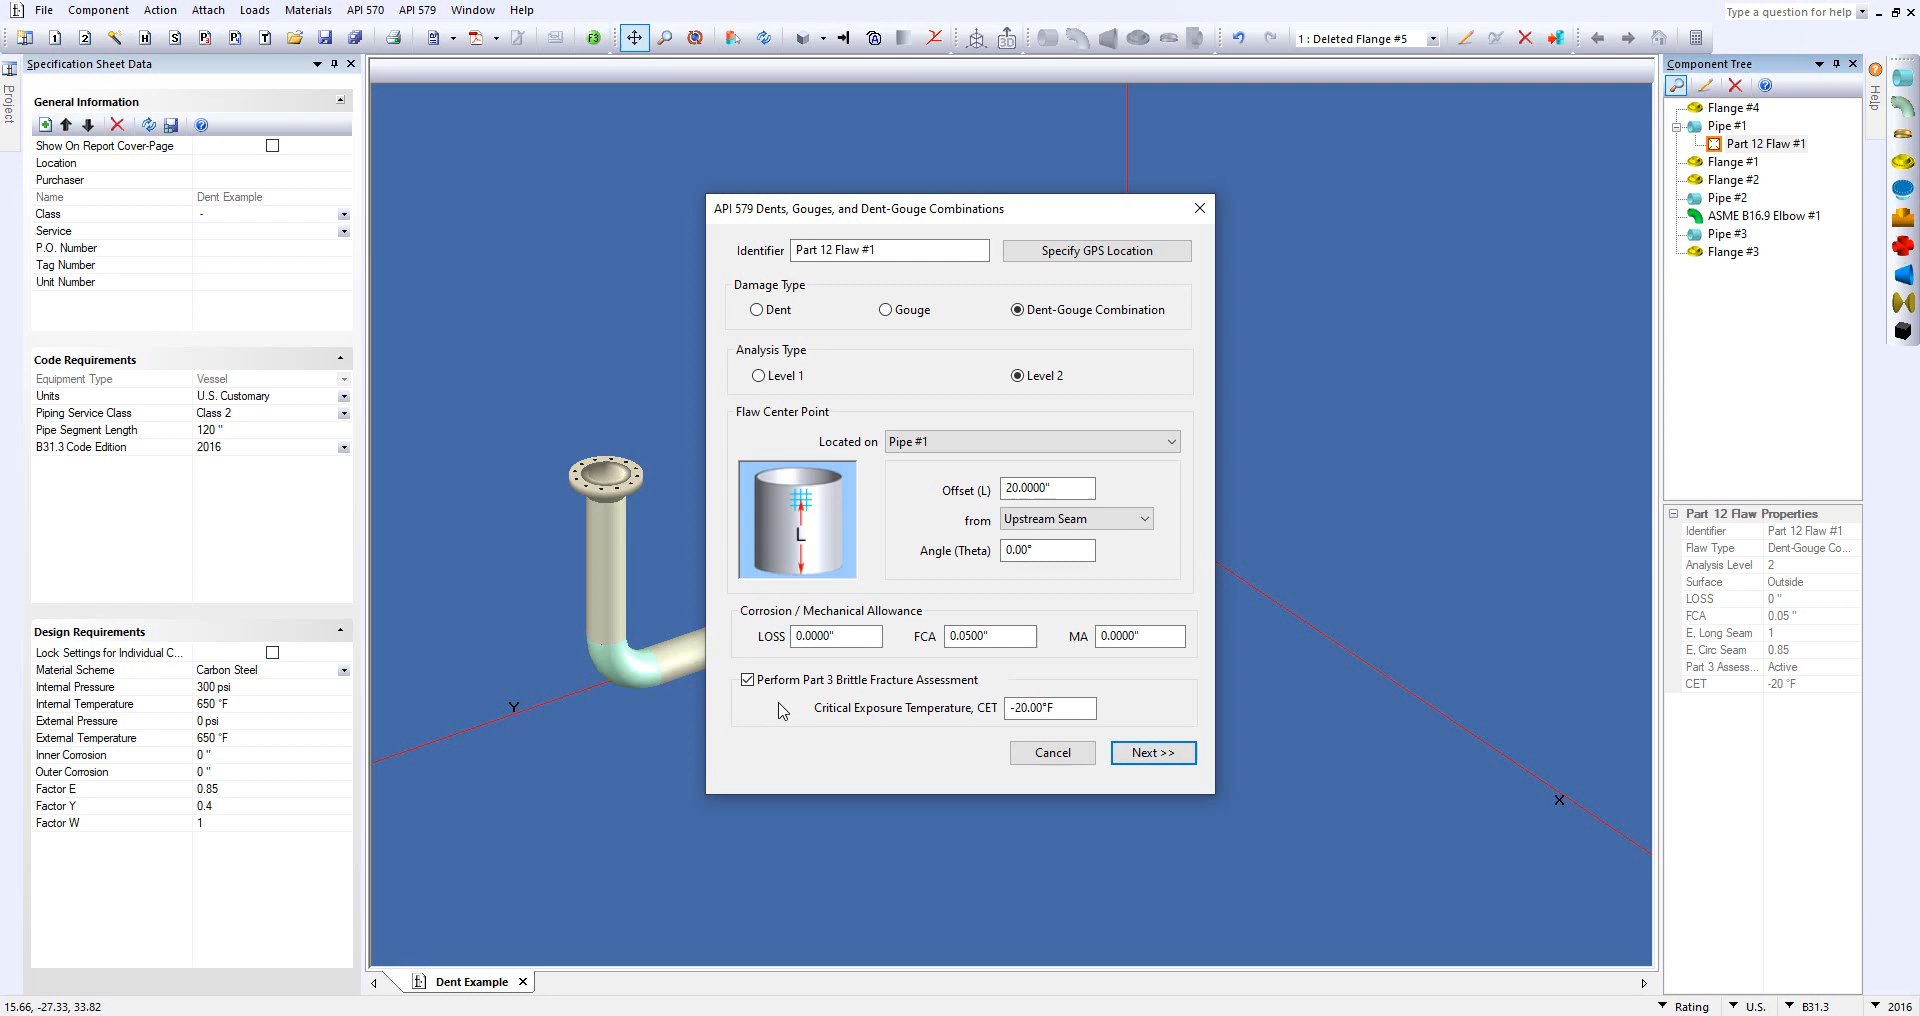 File Component Action Attach Loads Materials API 570 API 579 Window Help
Type a question for help
1 2 H S T F3 3D
1 : Deleted Flange #5
Project
Specification Sheet Data
General Information
Show On Report Cover-Page
Location
Purchaser
Name Dent Example
Class -
Service
P.O. Number
Tag Number
Unit Number
Code Requirements
Equipment Type Vessel
Units U.S. Customary
Piping Service Class Class 2
Pipe Segment Length 120 "
B31.3 Code Edition 2016
Design Requirements
Lock Settings for Individual C...
Material Scheme Carbon Steel
Internal Pressure 300 psi
Internal Temperature 650 °F
External Pressure 0 psi
External Temperature 650 °F
Inner Corrosion 0 "
Outer Corrosion 0 "
Factor E 0.85
Factor Y 0.4
Factor W 1
Y
X
API 579 Dents, Gouges, and Dent-Gouge Combinations
Identifier Part 12 Flaw #1 Specify GPS Location
Damage Type
Dent Gouge Dent-Gouge Combination
Analysis Type
Level 1 Level 2
Flaw Center Point
Located on Pipe #1
L
Offset (L) 20.0000"
from Upstream Seam
Angle (Theta) 0.00°
Corrosion / Mechanical Allowance
LOSS 0.0000" FCA 0.0500" MA 0.0000"
Perform Part 3 Brittle Fracture Assessment
Critical Exposure Temperature, CET -20.00°F
Cancel Next >>
Dent Example
Component Tree
Help
Flange #4
Pipe #1
Part 12 Flaw #1
Flange #1
Flange #2
Pipe #2
ASME B16.9 Elbow #1
Pipe #3
Flange #3
Part 12 Flaw Properties
Identifier Part 12 Flaw #1
Flaw Type Dent-Gouge Co...
Analysis Level 2
Surface Outside
LOSS 0 "
FCA 0.05 "
E, Long Seam 1
E, Circ Seam 0.85
Part 3 Assess... Active
CET -20 °F
15.66, -27.33, 33.82
Rating U.S. B31.3 2016